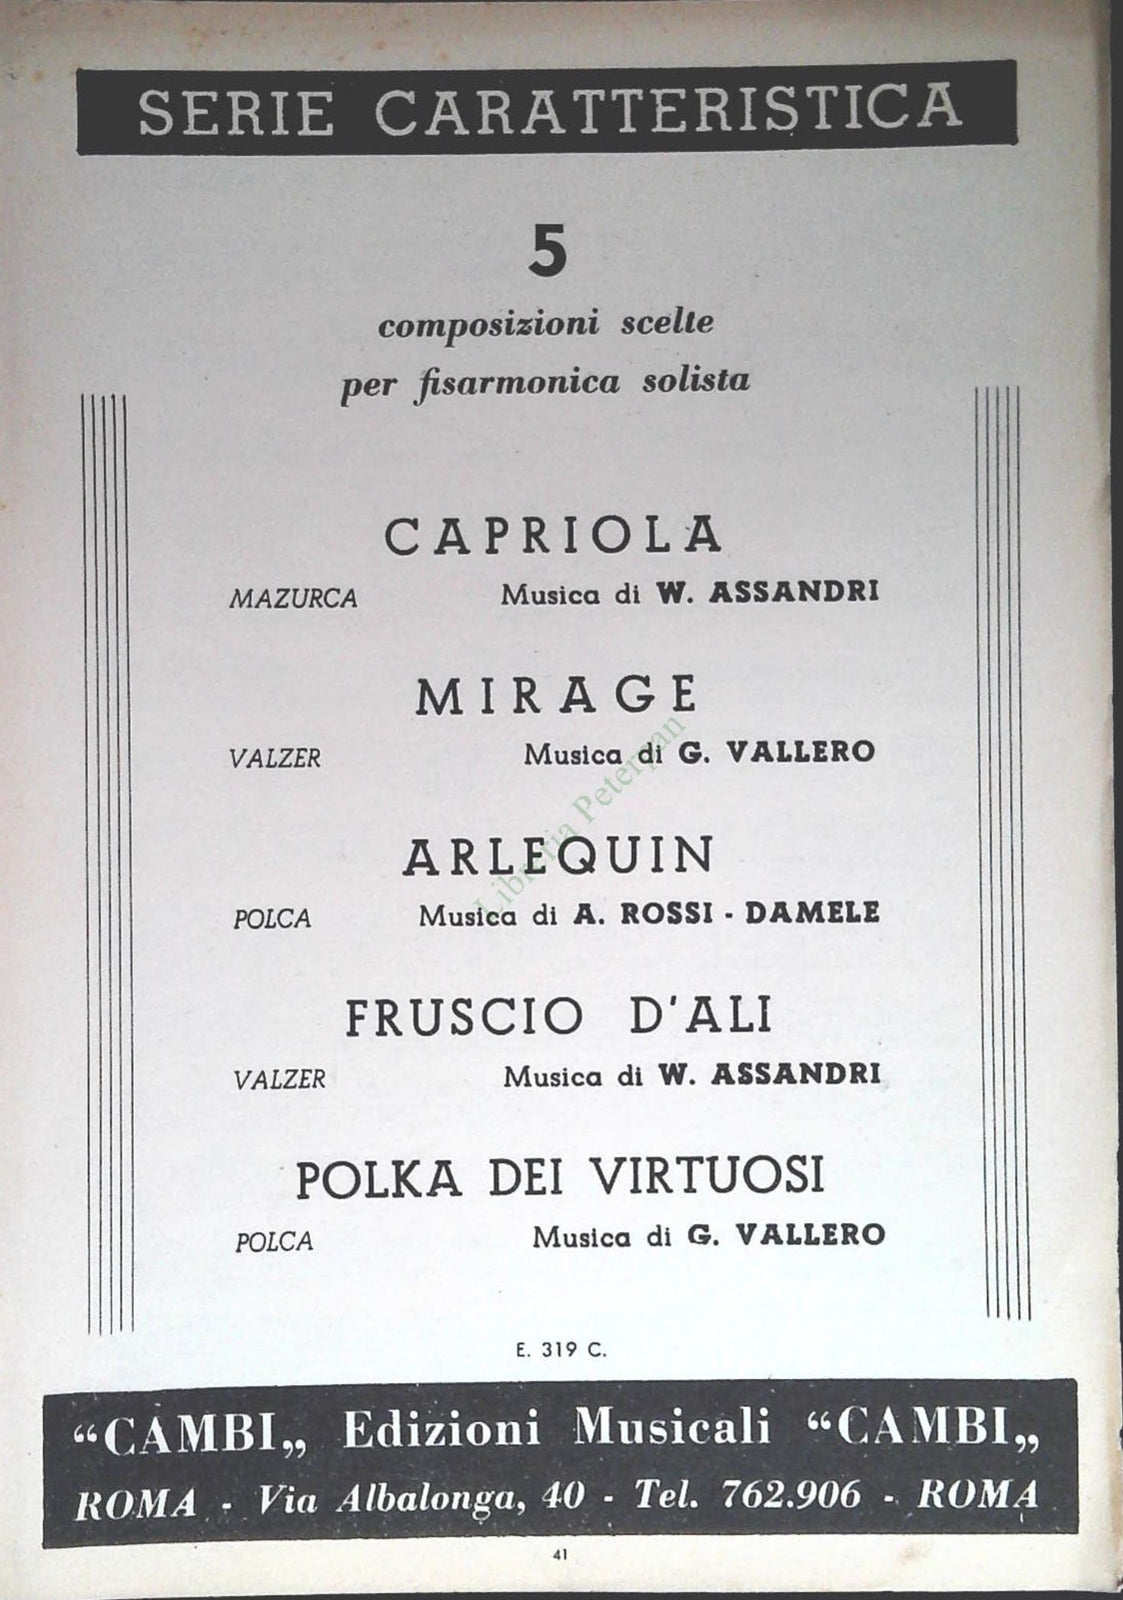 SERIE CARATTERISTICA
5
composizioni scelte
per fisarmonica solista
CAPRIOLA
MAZURCA Musica di W. ASSANDRI
MIRAGE
VALZER Musica di G. VALLERO
ARLEQUIN
POLCA Musica di A. ROSSI - DAMELE
FRUSCIO D'ALI
VALZER Musica di W. ASSANDRI
POLKA DEI VIRTUOSI
POLCA Musica di G. VALLERO
E. 319 C.
“CAMBI„ Edizioni Musicali “CAMBI„
ROMA - Via Albalonga, 40 - Tel. 762.906 - ROMA
41
Libreria Peterpan